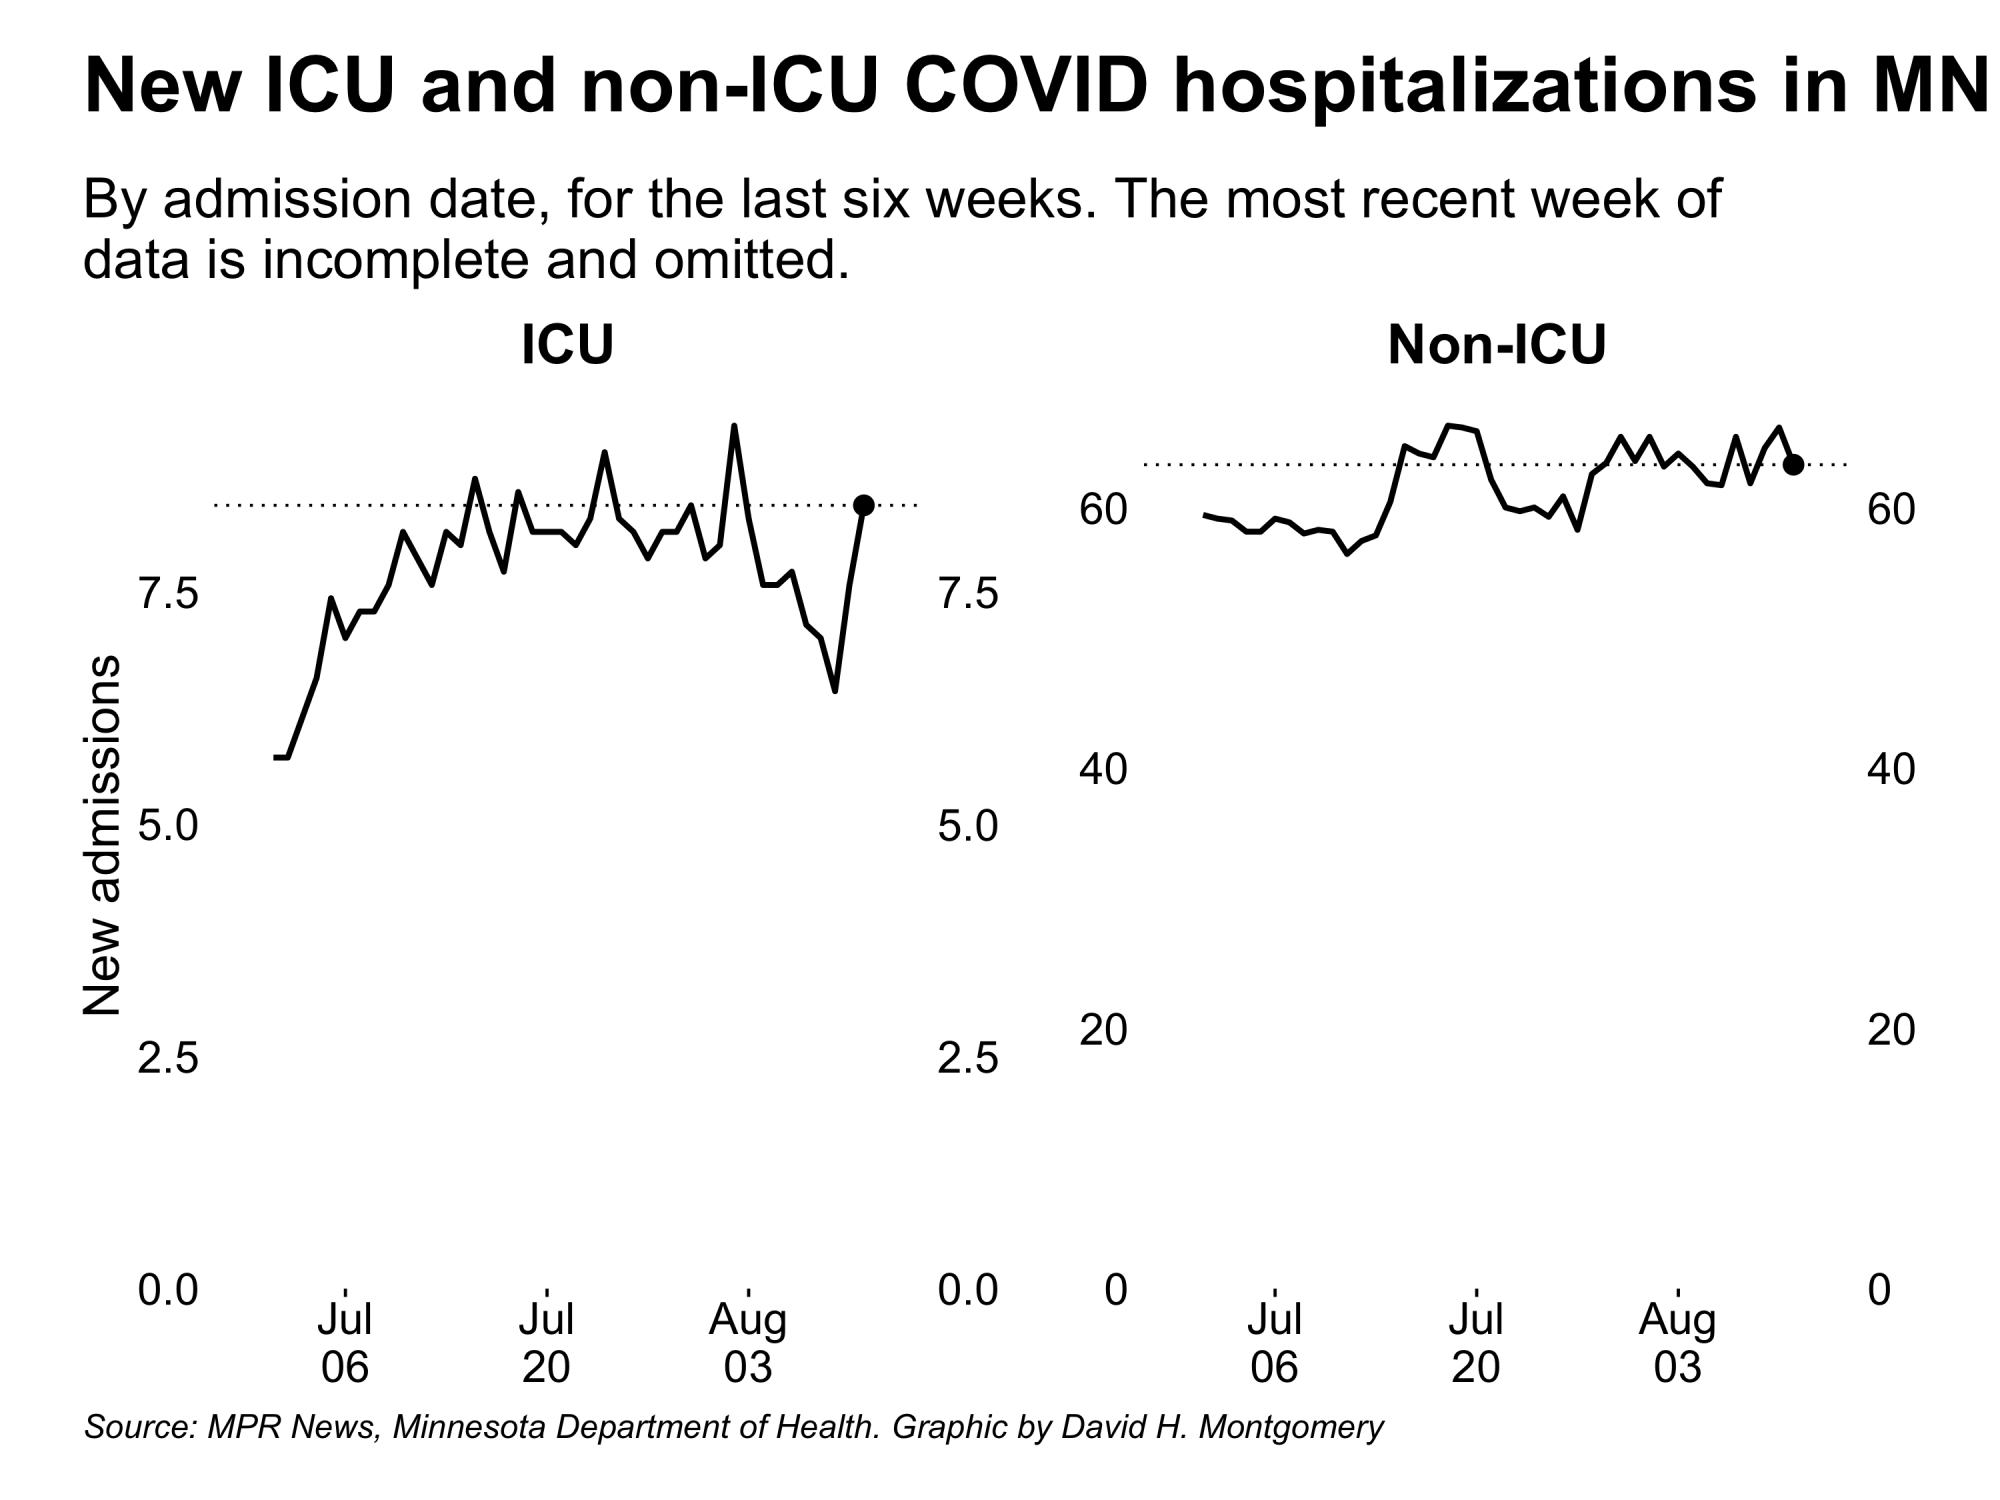 New ICU and non-ICU COVID hospitalizations in MN
By admission date, for the last six weeks. The most recent week of
data is incomplete and omitted.
ICU
New admissions
7.5
5.0
2.5
0.0
7.5
5.0
2.5
0.0
Jul
06
Jul
20
Aug
03
Non-ICU
60
40
20
0
60
40
20
0
Jul
06
Jul
20
Aug
03
Source: MPR News, Minnesota Department of Health. Graphic by David H. Montgomery